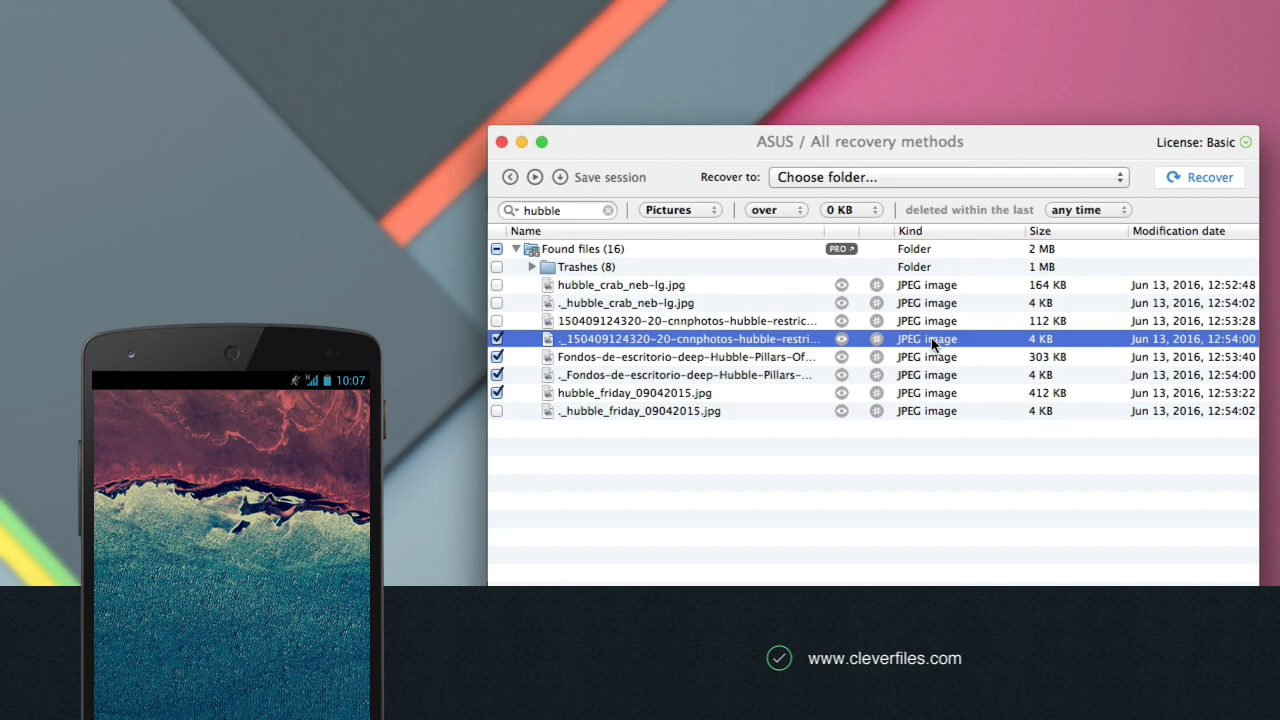 ASUS / All recovery methods
License: Basic
Save session
Recover to: Choose folder...
Recover
hubble Pictures over 0 KB deleted within the last any time
Name Kind Size Modification date
Found files (16) PRO Folder 2 MB
Trashes (8) Folder 1 MB
hubble_crab_neb-lg.jpg JPEG image 164 KB Jun 13, 2016, 12:52:48
._hubble_crab_neb-lg.jpg JPEG image 4 KB Jun 13, 2016, 12:54:02
150409124320-20-cnnphotos-hubble-restric... JPEG image 112 KB Jun 13, 2016, 12:53:28
._150409124320-20-cnnphotos-hubble-restri... JPEG image 4 KB Jun 13, 2016, 12:54:00
Fondos-de-escritorio-deep-Hubble-Pillars-Of... JPEG image 303 KB Jun 13, 2016, 12:53:40
._Fondos-de-escritorio-deep-Hubble-Pillars-... JPEG image 4 KB Jun 13, 2016, 12:54:00
hubble_friday_09042015.jpg JPEG image 412 KB Jun 13, 2016, 12:53:22
._hubble_friday_09042015.jpg JPEG image 4 KB Jun 13, 2016, 12:54:02
H 10:07
www.cleverfiles.com